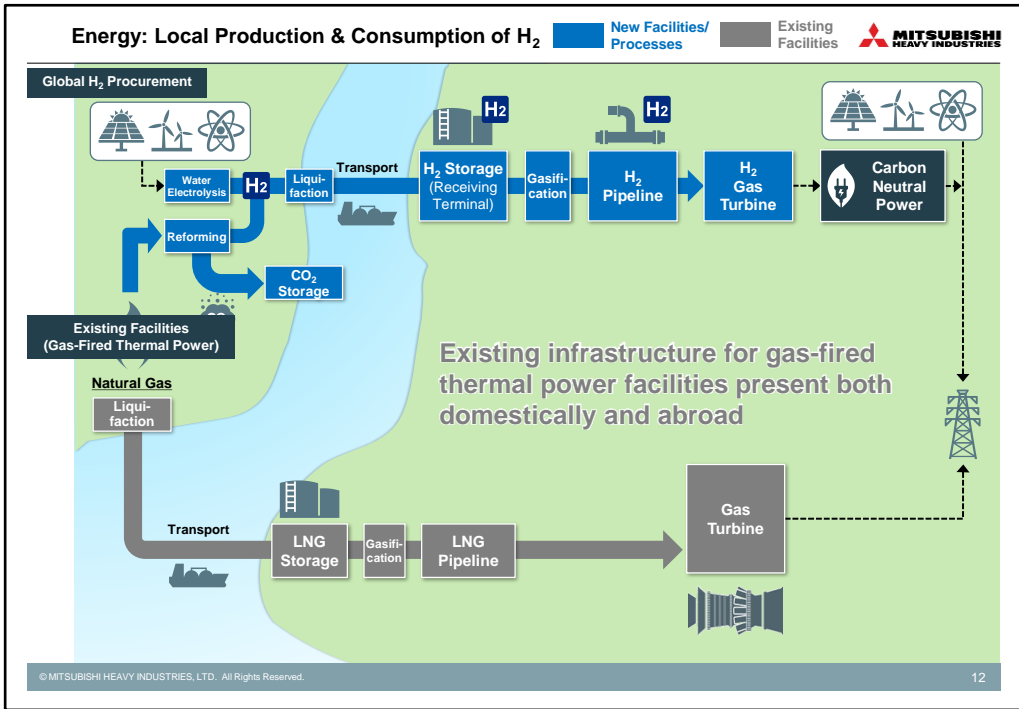 Energy: Local Production & Consumption of H₂
New Facilities/
Processes
Existing
Facilities
MITSUBISHI
HEAVY INDUSTRIES
Global H₂ Procurement
Water
Electrolysis
H2
Liqui-
faction
Transport
H2
H₂ Storage
(Receiving
Terminal)
Gasifi-
cation
H2
H₂
Pipeline
H₂
Gas
Turbine
Carbon
Neutral
Power
Reforming
CO₂
Storage
Existing Facilities
(Gas-Fired Thermal Power)
Natural Gas
Liqui-
faction
Existing infrastructure for gas-fired
thermal power facilities present both
domestically and abroad
Transport
LNG
Storage
Gasifi-
cation
LNG
Pipeline
Gas
Turbine
© MITSUBISHI HEAVY INDUSTRIES, LTD. All Rights Reserved.
12